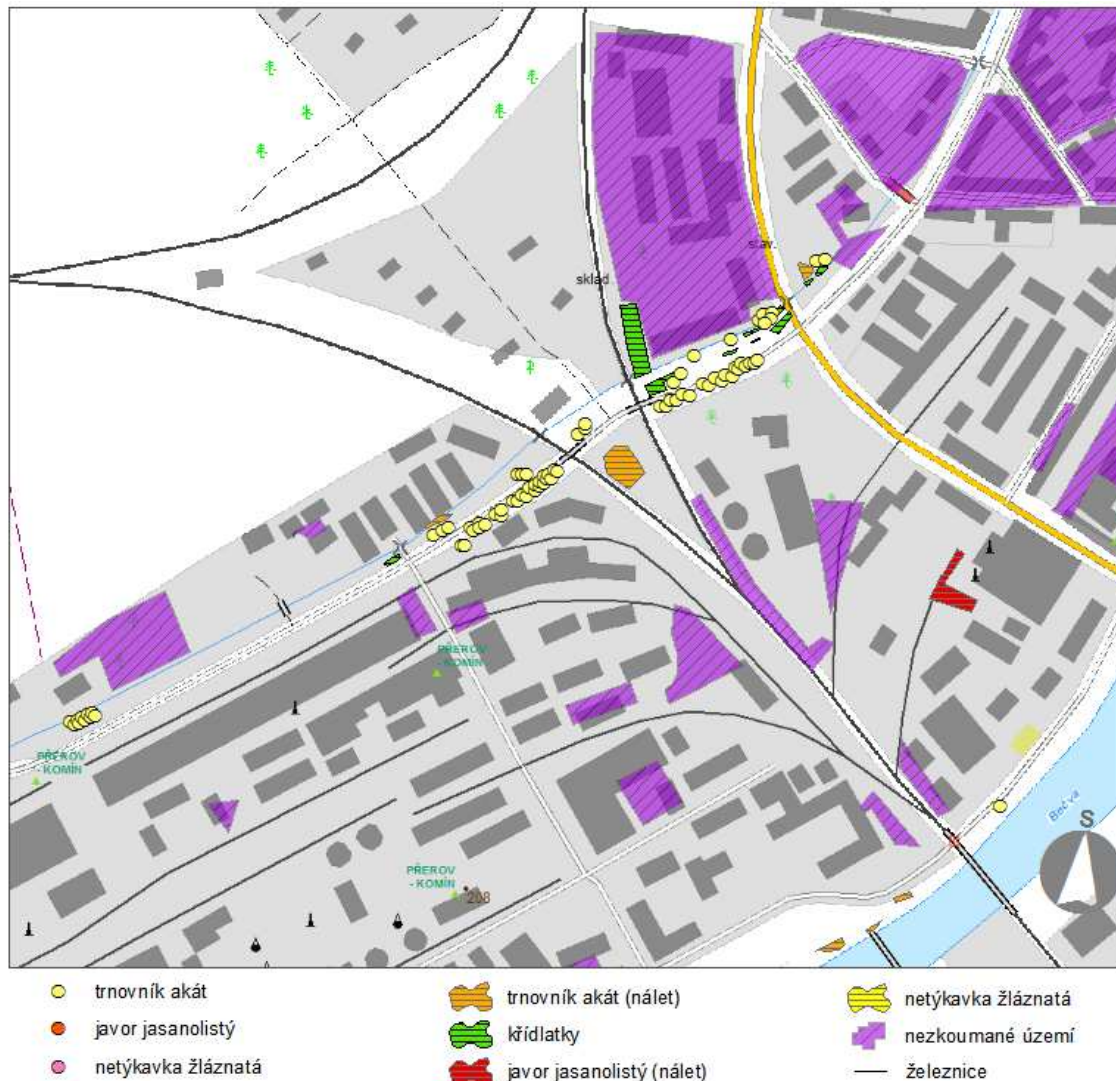 stav.
sklad
PŘEROV
- KOMÍN
PŘEROV
- KOMÍN
Bečva
S
PŘEROV
- KOMÍN
208
trnovník akát
trnovník akát (nálet)
netýkavka žláznatá
javor jasanolistý
křídlatky
nezkoumané území
netýkavka žláznatá
javor jasanolistý (nálet)
železnice